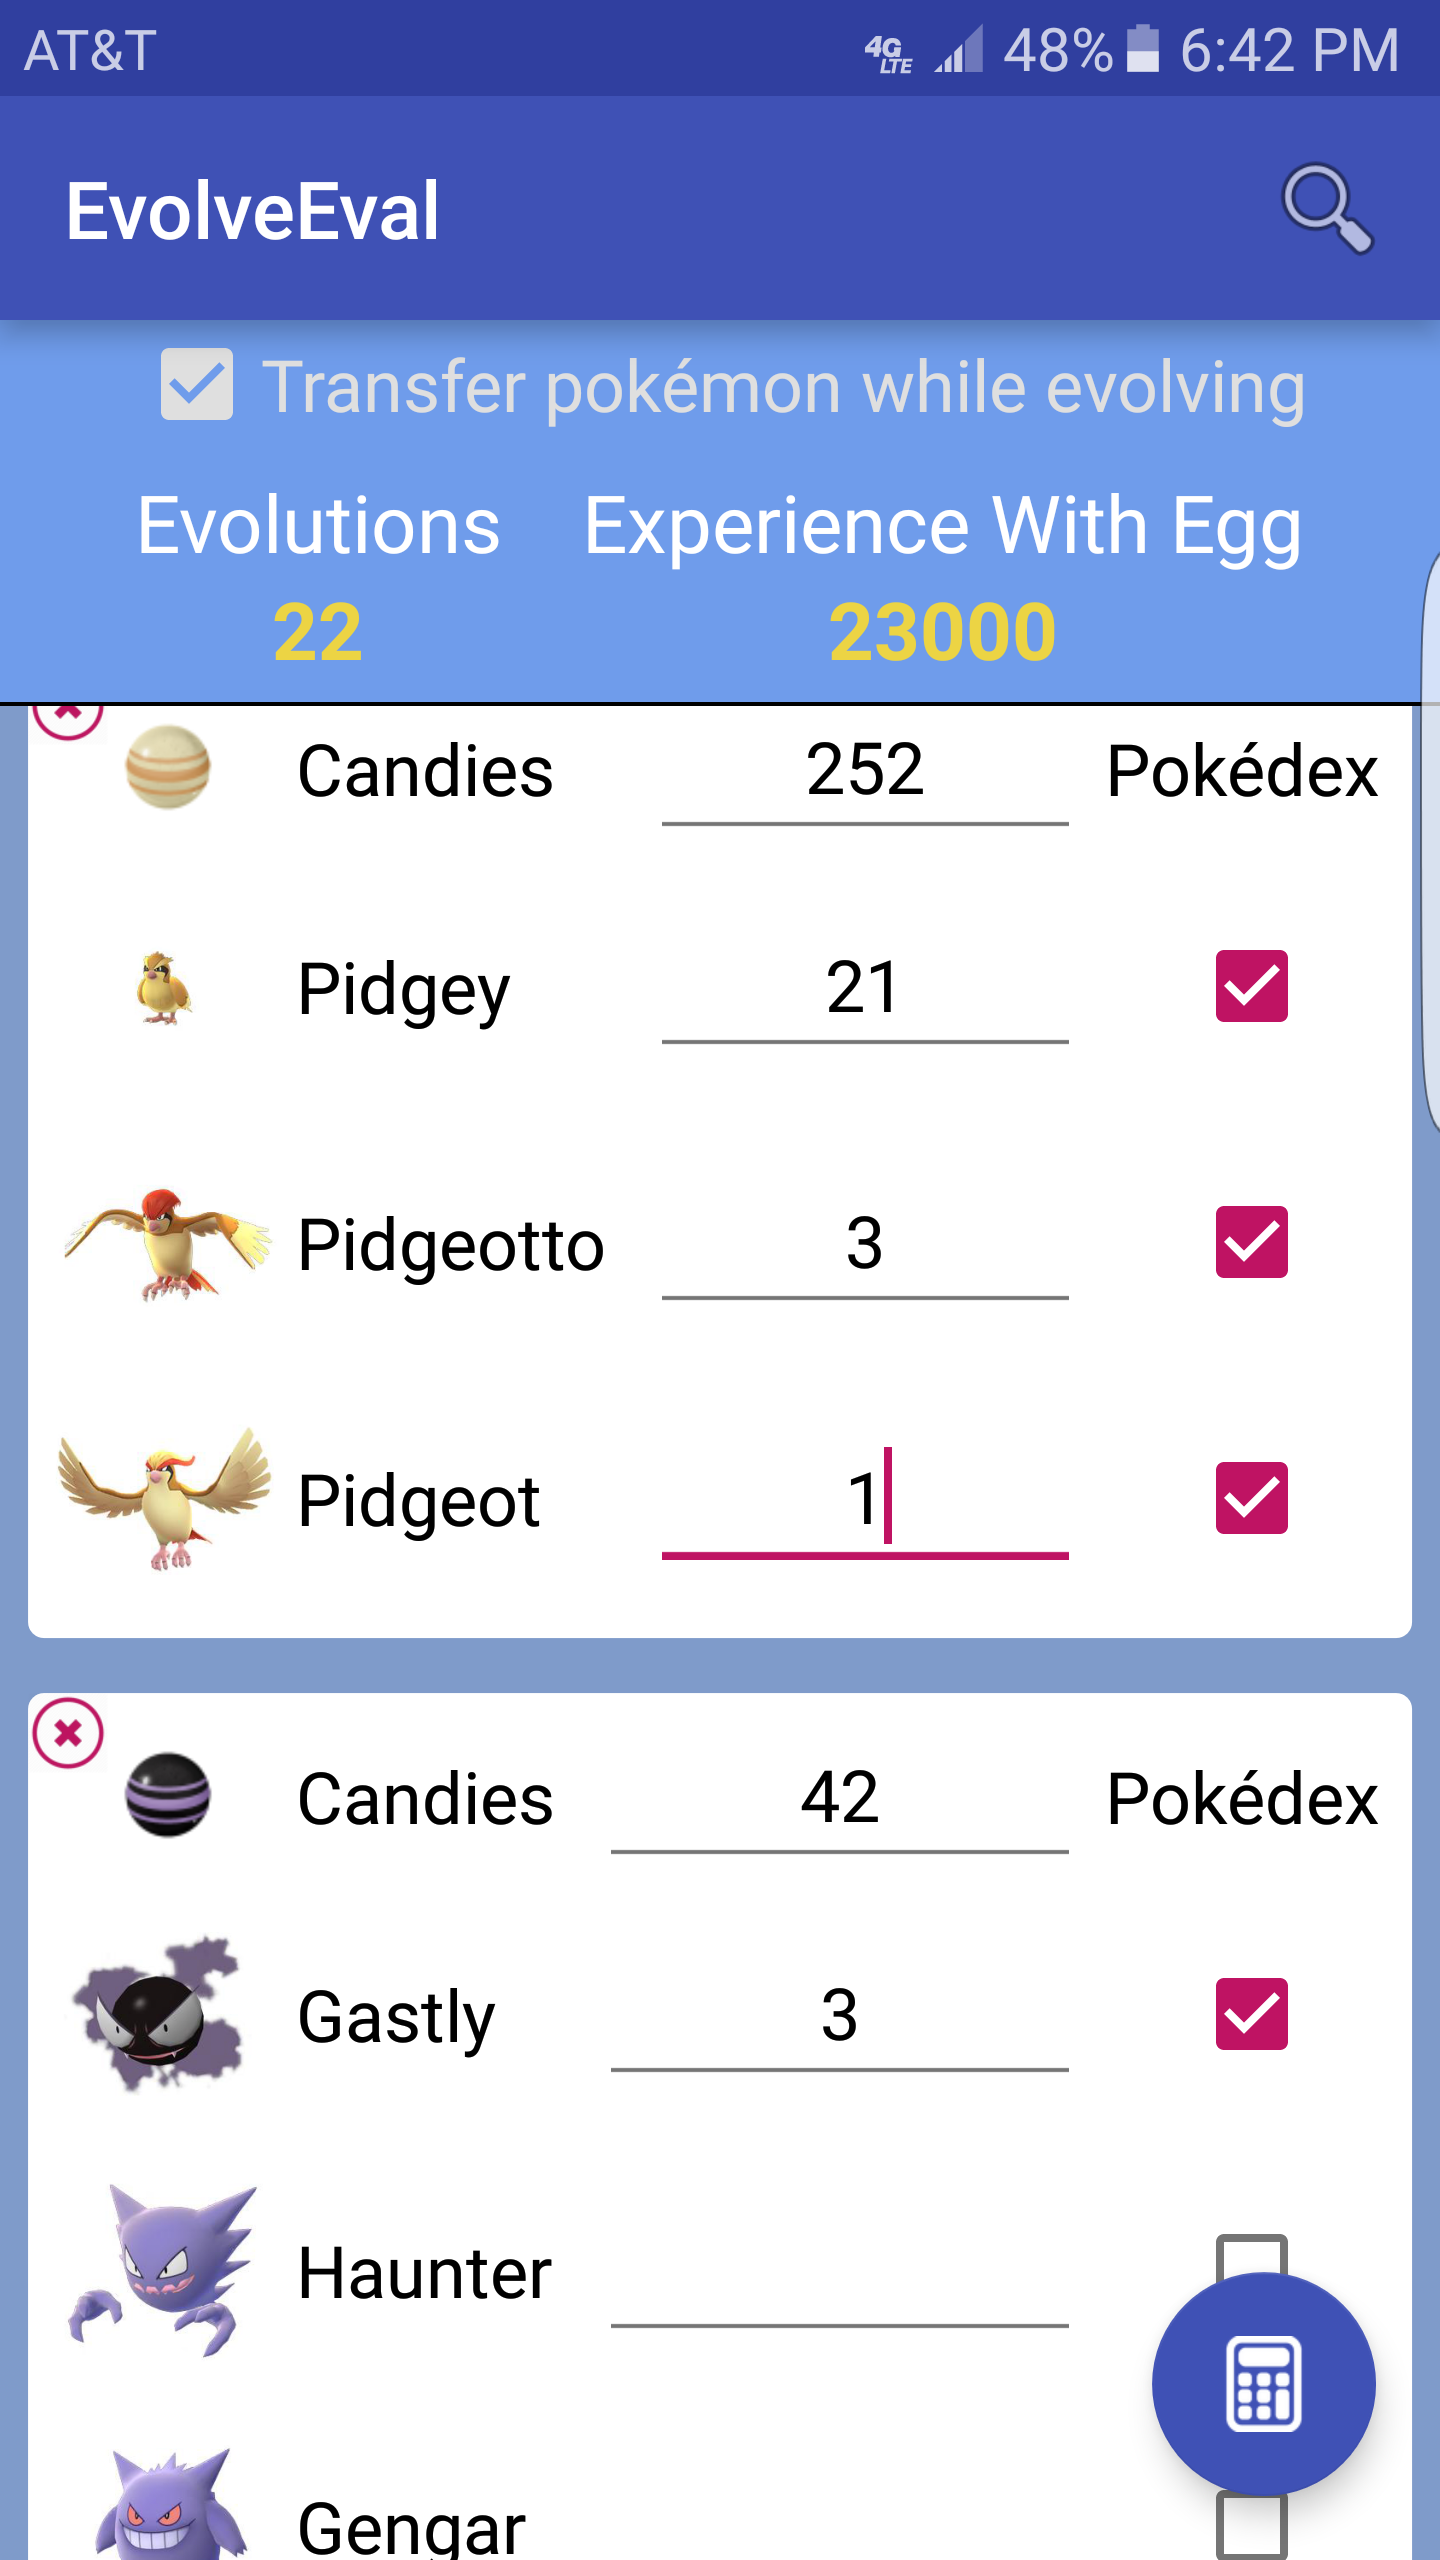 AT&T 4G LTE 48% 6:42 PM
EvolveEval
Transfer pokémon while evolving
Evolutions Experience With Egg
22 23000
Candies 252 Pokédex
Pidgey 21
Pidgeotto 3
Pidgeot 1
Candies 42 Pokédex
Gastly 3
Haunter
Gengar